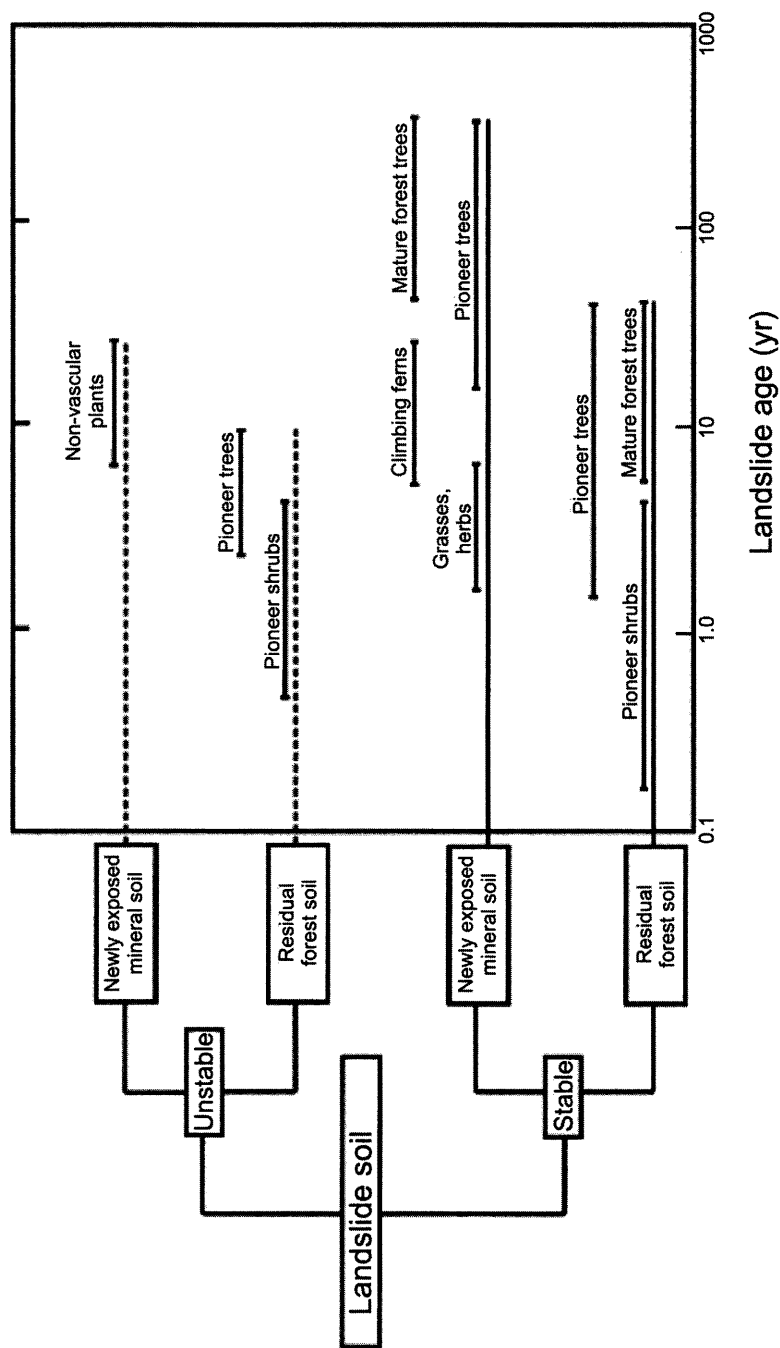 Landslide soil
Unstable
Stable
Newly exposed
mineral soil
Residual
forest soil
Newly exposed
mineral soil
Residual
forest soil
Non-vascular
plants
Pioneer trees
Pioneer shrubs
Mature forest trees
Climbing ferns
Pioneer trees
Grasses,
herbs
Pioneer trees
Mature forest trees
Pioneer shrubs
0.1
1.0
10
100
1000
Landslide age (yr)